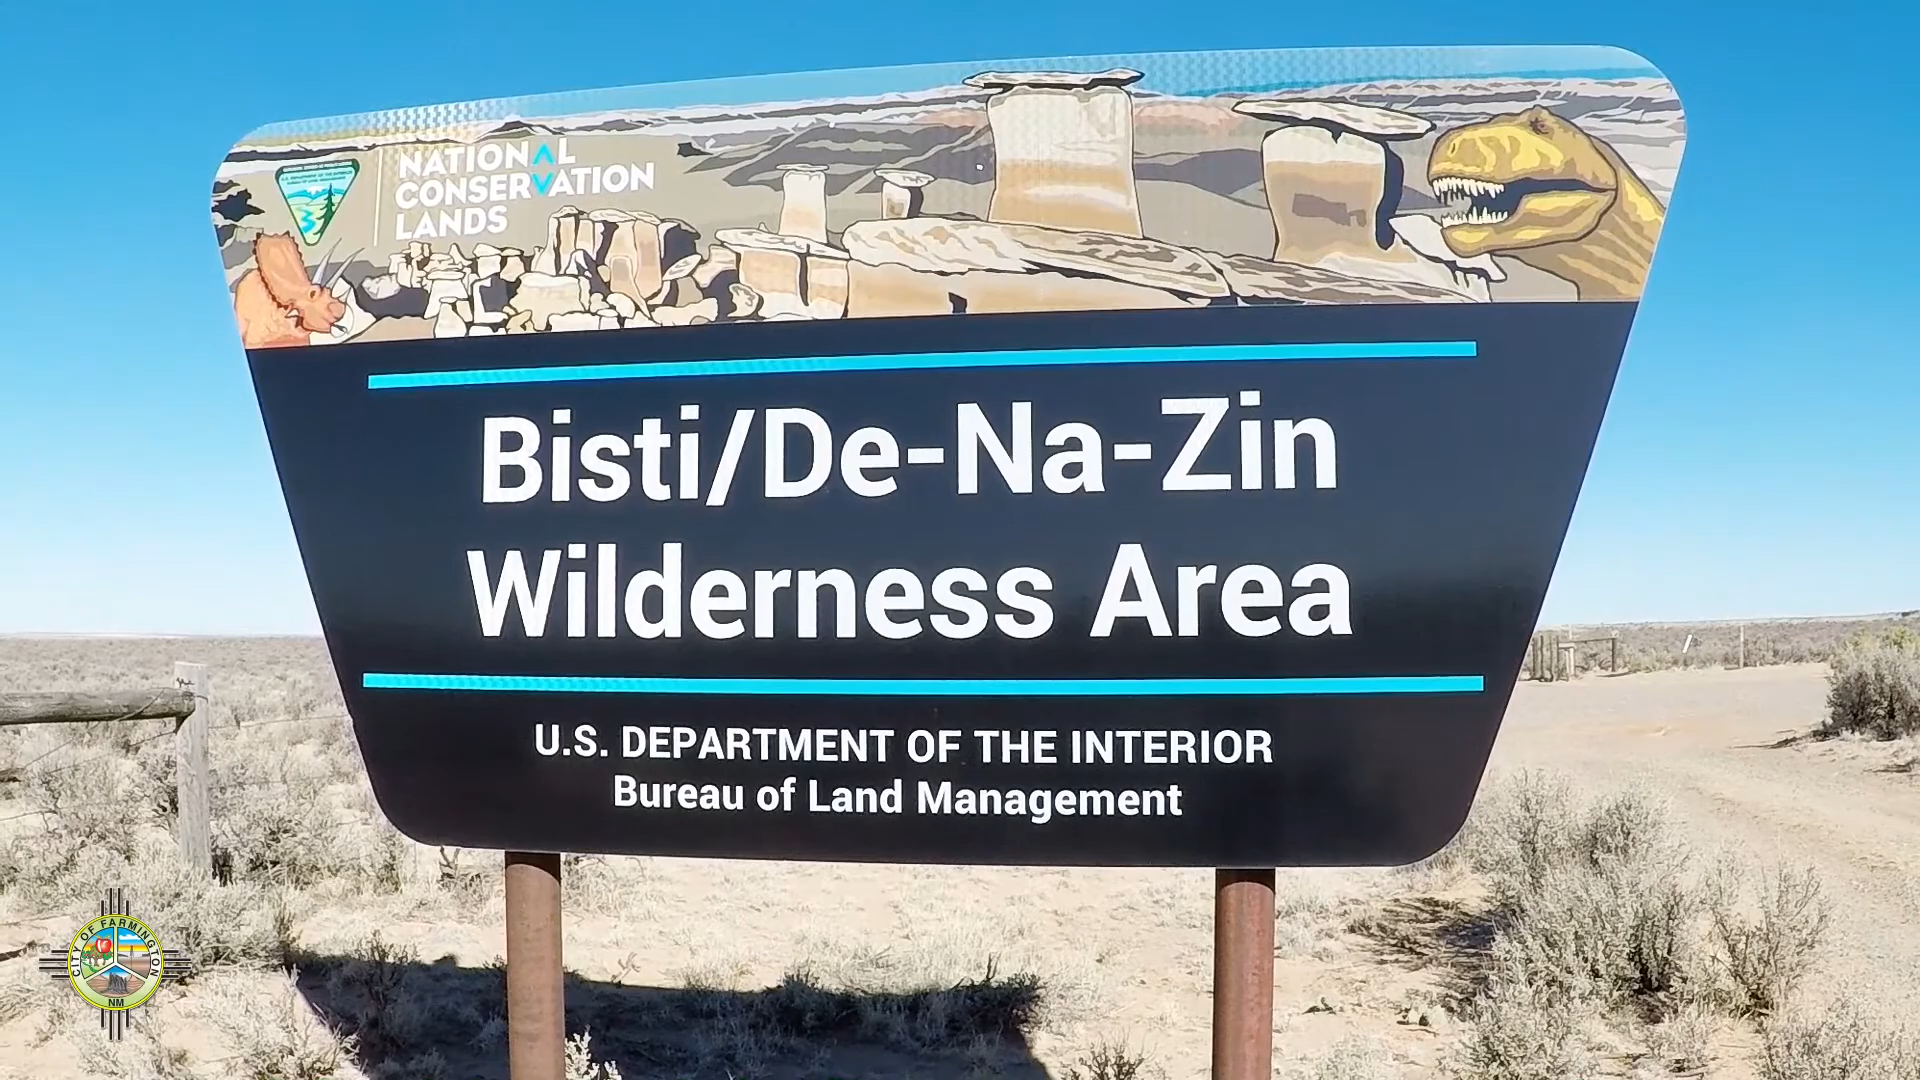 NATIONAL
CONSERVATION
LANDS
Bisti/De-Na-Zin
Wilderness Area
U.S. DEPARTMENT OF THE INTERIOR
Bureau of Land Management
CITY OF FARMINGTON
NM